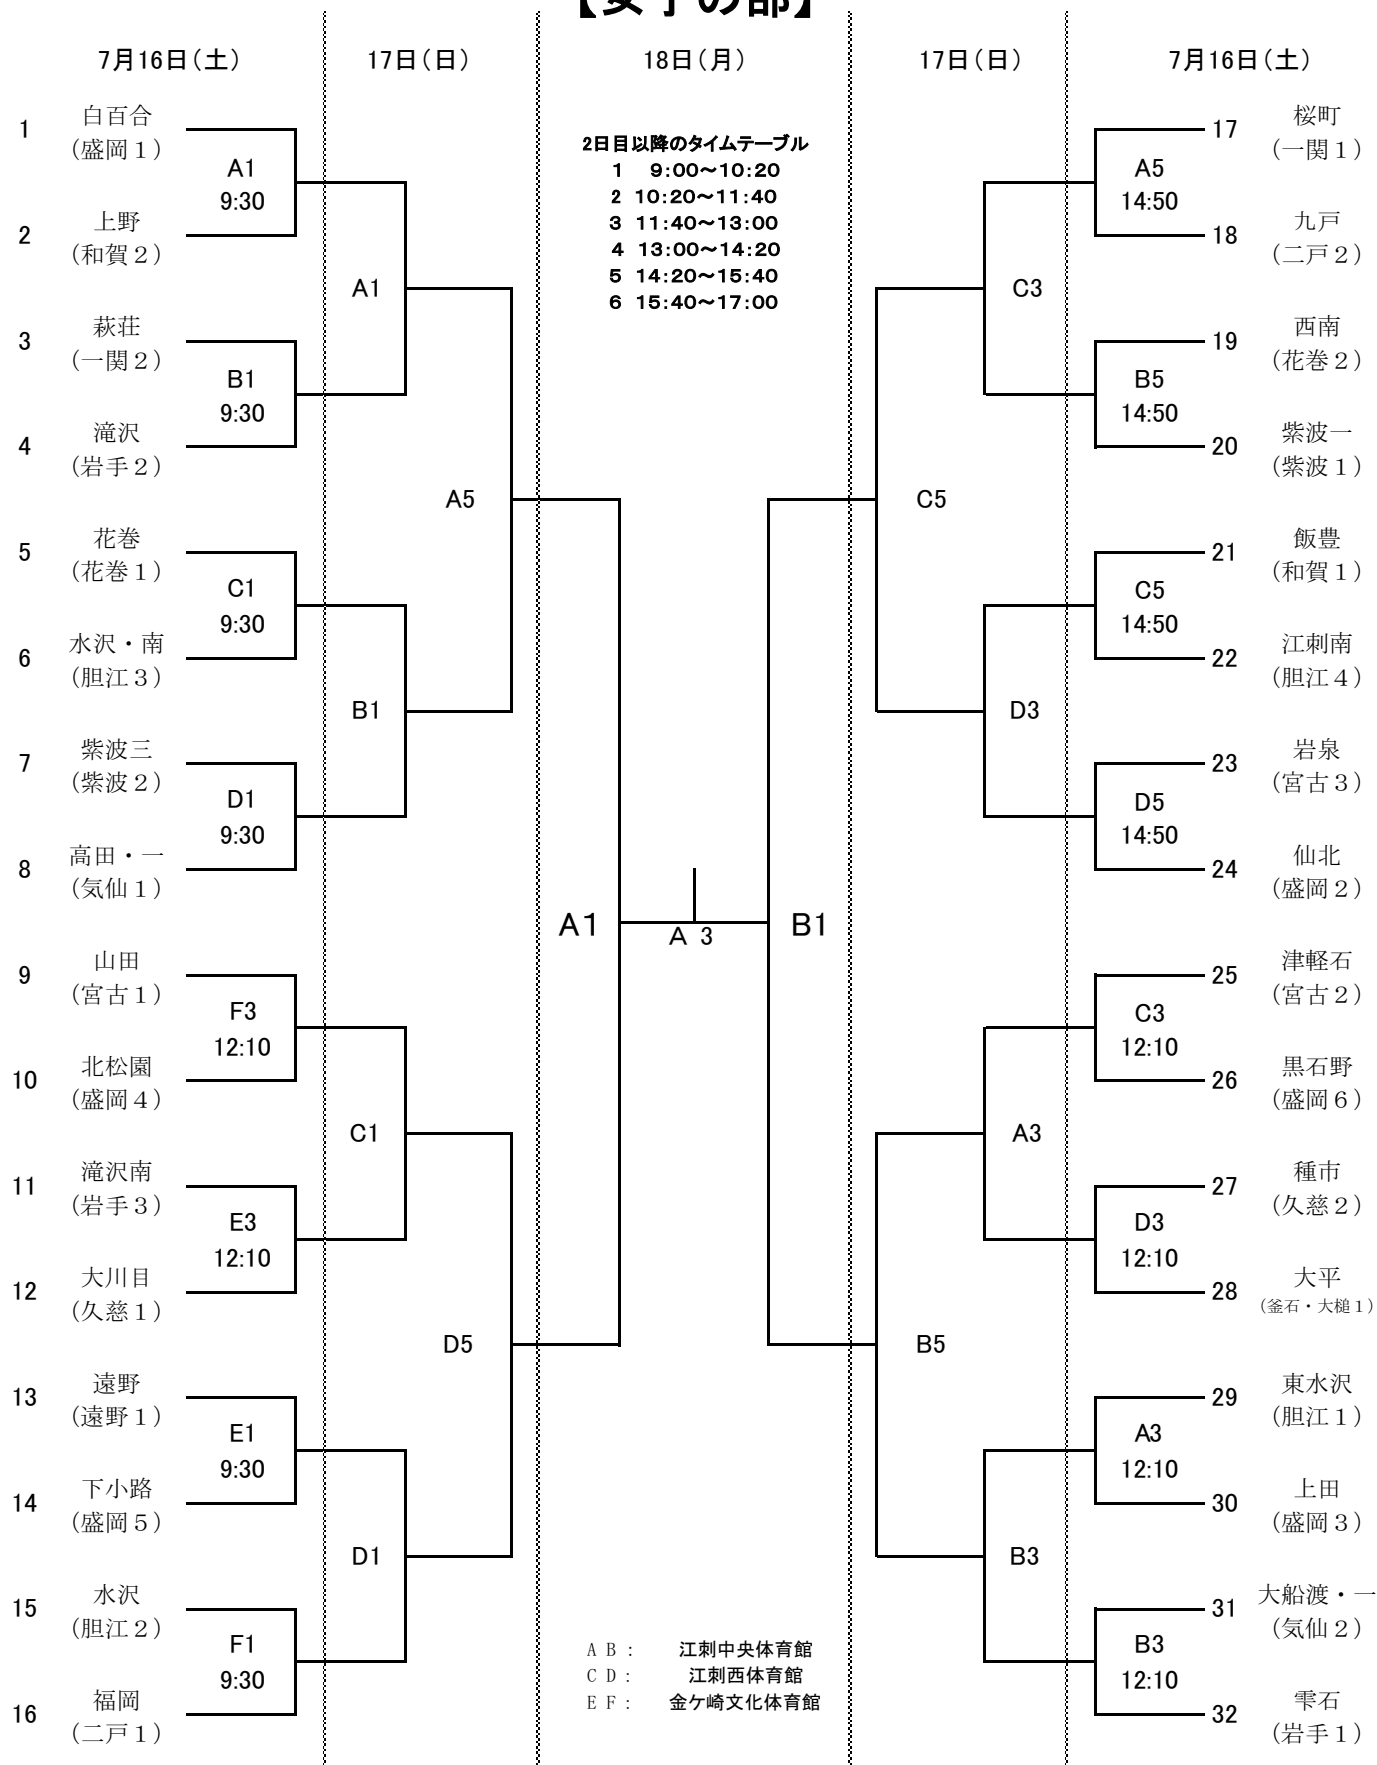 【女子の部】
7月16日（土）
17日（日）
18日（月）
17日（日）
7月16日（土）
2日目以降のタイムテーブル
1 9:00～10:20
2 10:20～11:40
3 11:40～13:00
4 13:00～14:20
5 14:20～15:40
6 15:40～17:00
1 白百合
（盛岡１）
A1
9:30
2 上野
（和賀２）
A1
3 萩荘
（一関２）
B1
9:30
4 滝沢
（岩手２）
A5
5 花巻
（花巻１）
C1
9:30
6 水沢・南
（胆江３）
B1
7 紫波三
（紫波２）
D1
9:30
8 高田・一
（気仙１）
A1
9 山田
（宮古１）
F3
12:10
10 北松園
（盛岡４）
C1
11 滝沢南
（岩手３）
E3
12:10
12 大川目
（久慈１）
D5
13 遠野
（遠野１）
E1
9:30
14 下小路
（盛岡５）
D1
15 水沢
（胆江２）
F1
9:30
16 福岡
（二戸１）
A 3
17 桜町
（一関１）
A5
14:50
18 九戸
（二戸２）
C3
19 西南
（花巻２）
B5
14:50
20 紫波一
（紫波１）
C5
21 飯豊
（和賀１）
C5
14:50
22 江刺南
（胆江４）
D3
23 岩泉
（宮古３）
D5
14:50
24 仙北
（盛岡２）
B1
25 津軽石
（宮古２）
C3
12:10
26 黒石野
（盛岡６）
A3
27 種市
（久慈２）
D3
12:10
28 大平
（釜石・大槌１）
B5
29 東水沢
（胆江１）
A3
12:10
30 上田
（盛岡３）
B3
31 大船渡・一
（気仙２）
B3
12:10
32 雫石
（岩手１）
ＡＢ： 江刺中央体育館
ＣＤ： 江刺西体育館
ＥＦ： 金ケ崎文化体育館